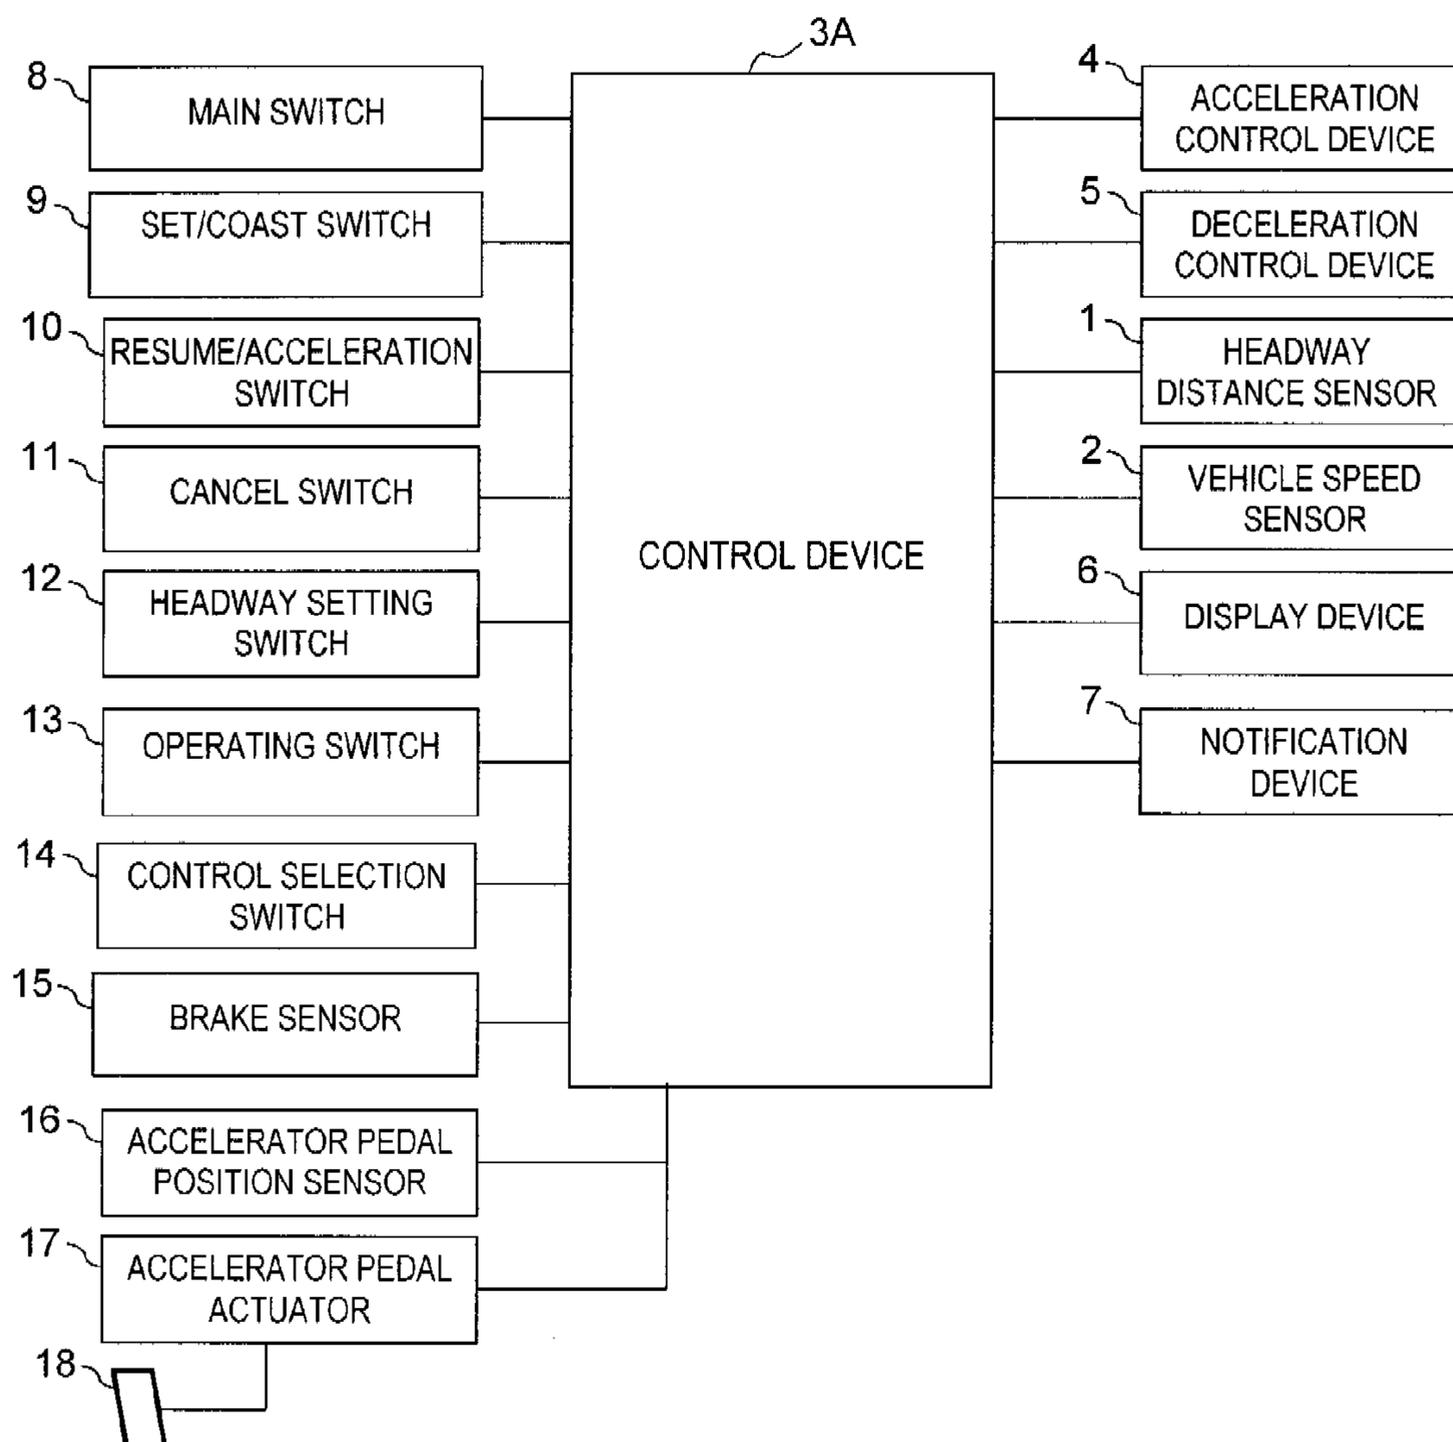 3A
8
MAIN SWITCH
9
SET/COAST SWITCH
10
RESUME/ACCELERATION
SWITCH
11
CANCEL SWITCH
12
HEADWAY SETTING
SWITCH
13
OPERATING SWITCH
14
CONTROL SELECTION
SWITCH
15
BRAKE SENSOR
16
ACCELERATOR PEDAL
POSITION SENSOR
17
ACCELERATOR PEDAL
ACTUATOR
18
CONTROL DEVICE
4
ACCELERATION
CONTROL DEVICE
5
DECELERATION
CONTROL DEVICE
1
HEADWAY
DISTANCE SENSOR
2
VEHICLE SPEED
SENSOR
6
DISPLAY DEVICE
7
NOTIFICATION
DEVICE